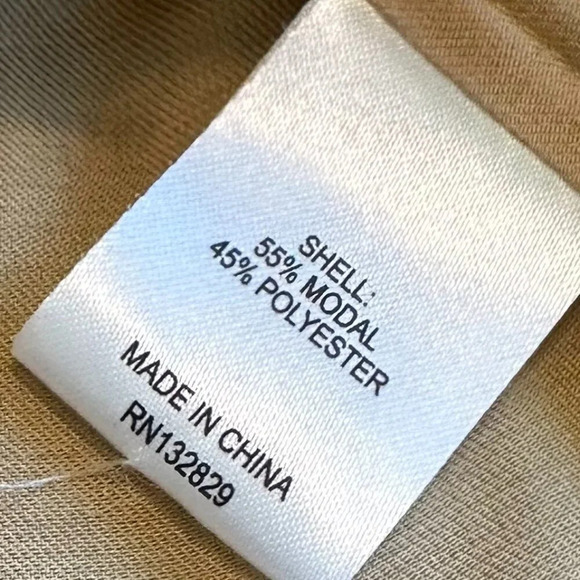 SHELL:
55% MODAL
45% POLYESTER
MADE IN CHINA
RN132829